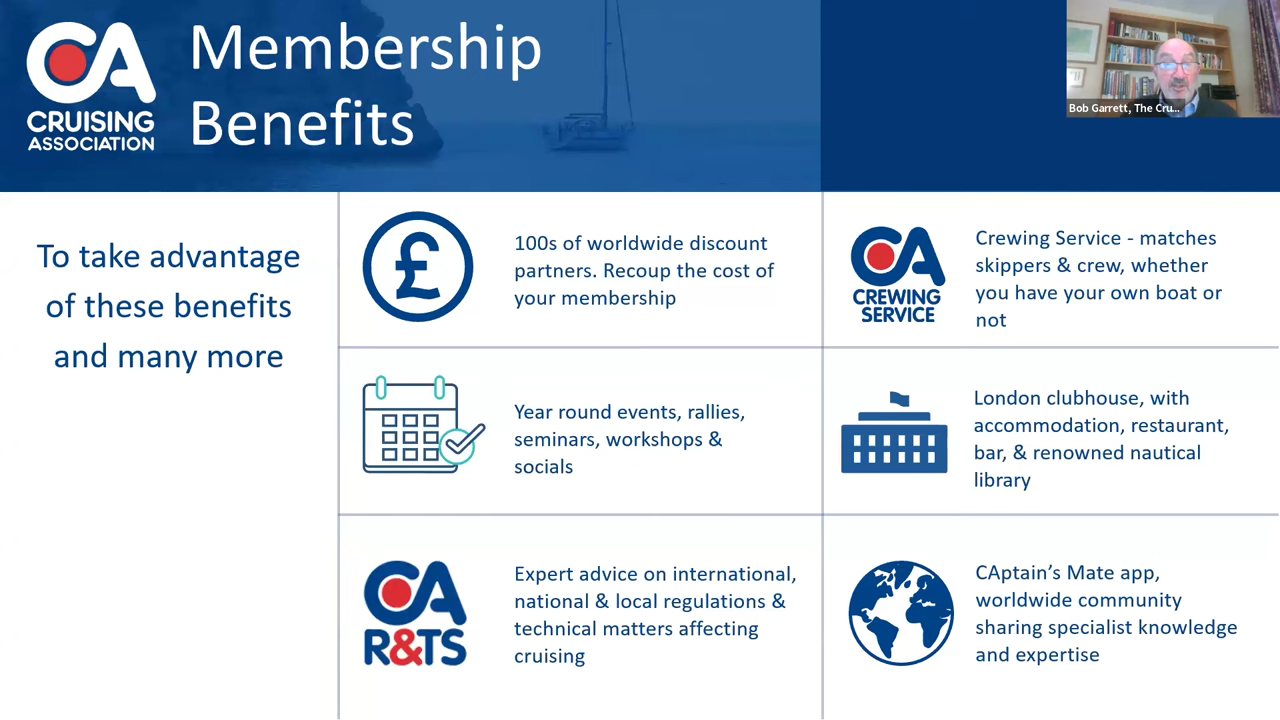 CA
CRUISING
ASSOCIATION
Membership
Benefits
Bob Garrett, The Cru...
To take advantage
of these benefits
and many more
£
100s of worldwide discount
partners. Recoup the cost of
your membership
CA
CREWING
SERVICE
Crewing Service - matches
skippers & crew, whether
you have your own boat or
not
Year round events, rallies,
seminars, workshops &
socials
London clubhouse, with
accommodation, restaurant,
bar, & renowned nautical
library
CA
R&TS
Expert advice on international,
national & local regulations &
technical matters affecting
cruising
CAptain’s Mate app,
worldwide community
sharing specialist knowledge
and expertise